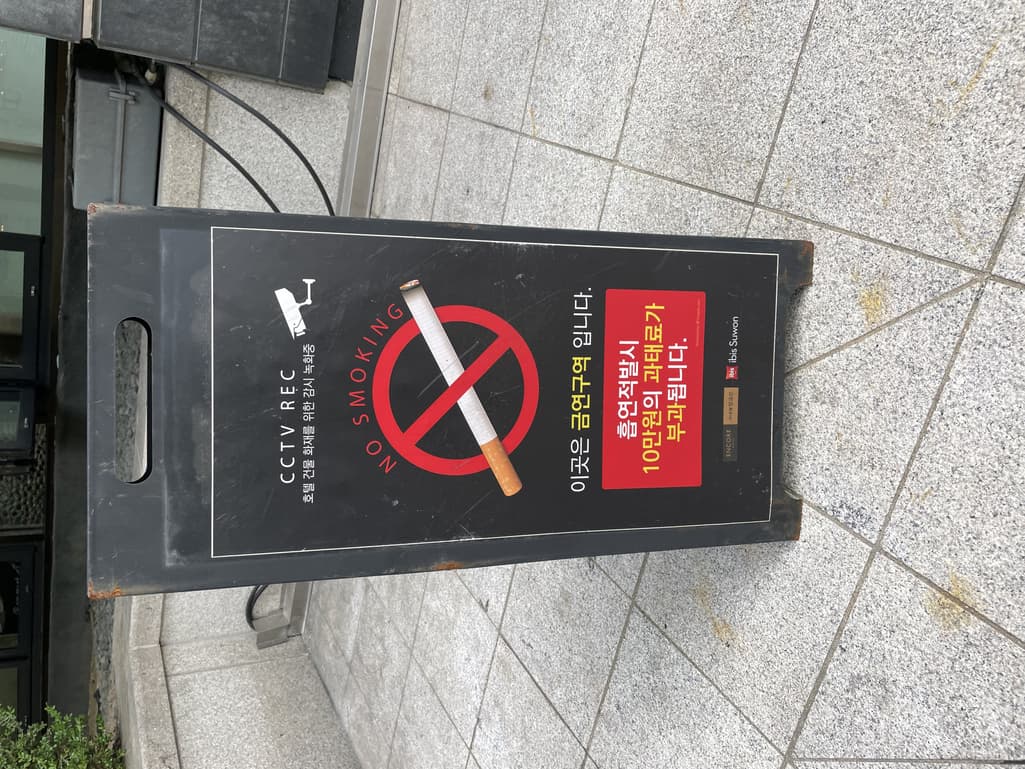 CCTV REC
호텔 건물 화재를 위한 감시 녹화중
NO SMOKING
이곳은 금연구역 입니다.
흡연적발시
10만원의 과태료가
부과됩니다.
ENCORE
ibis
ibis Suwon